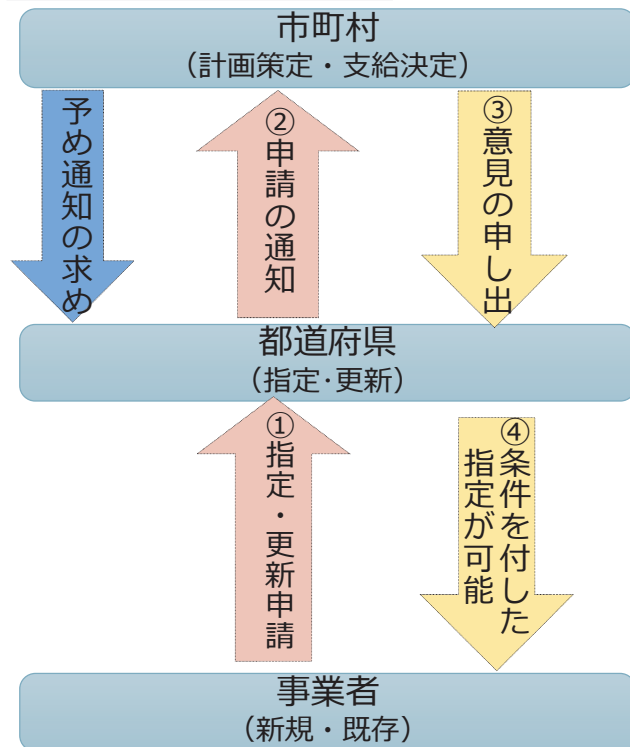 市町村
（計画策定・支給決定）
予め通知の求め
②申請の通知
③意見の申し出
都道府県
（指定･更新）
①指定・更新申請
④条件を付した
指定が可能
事業者
（新規・既存）